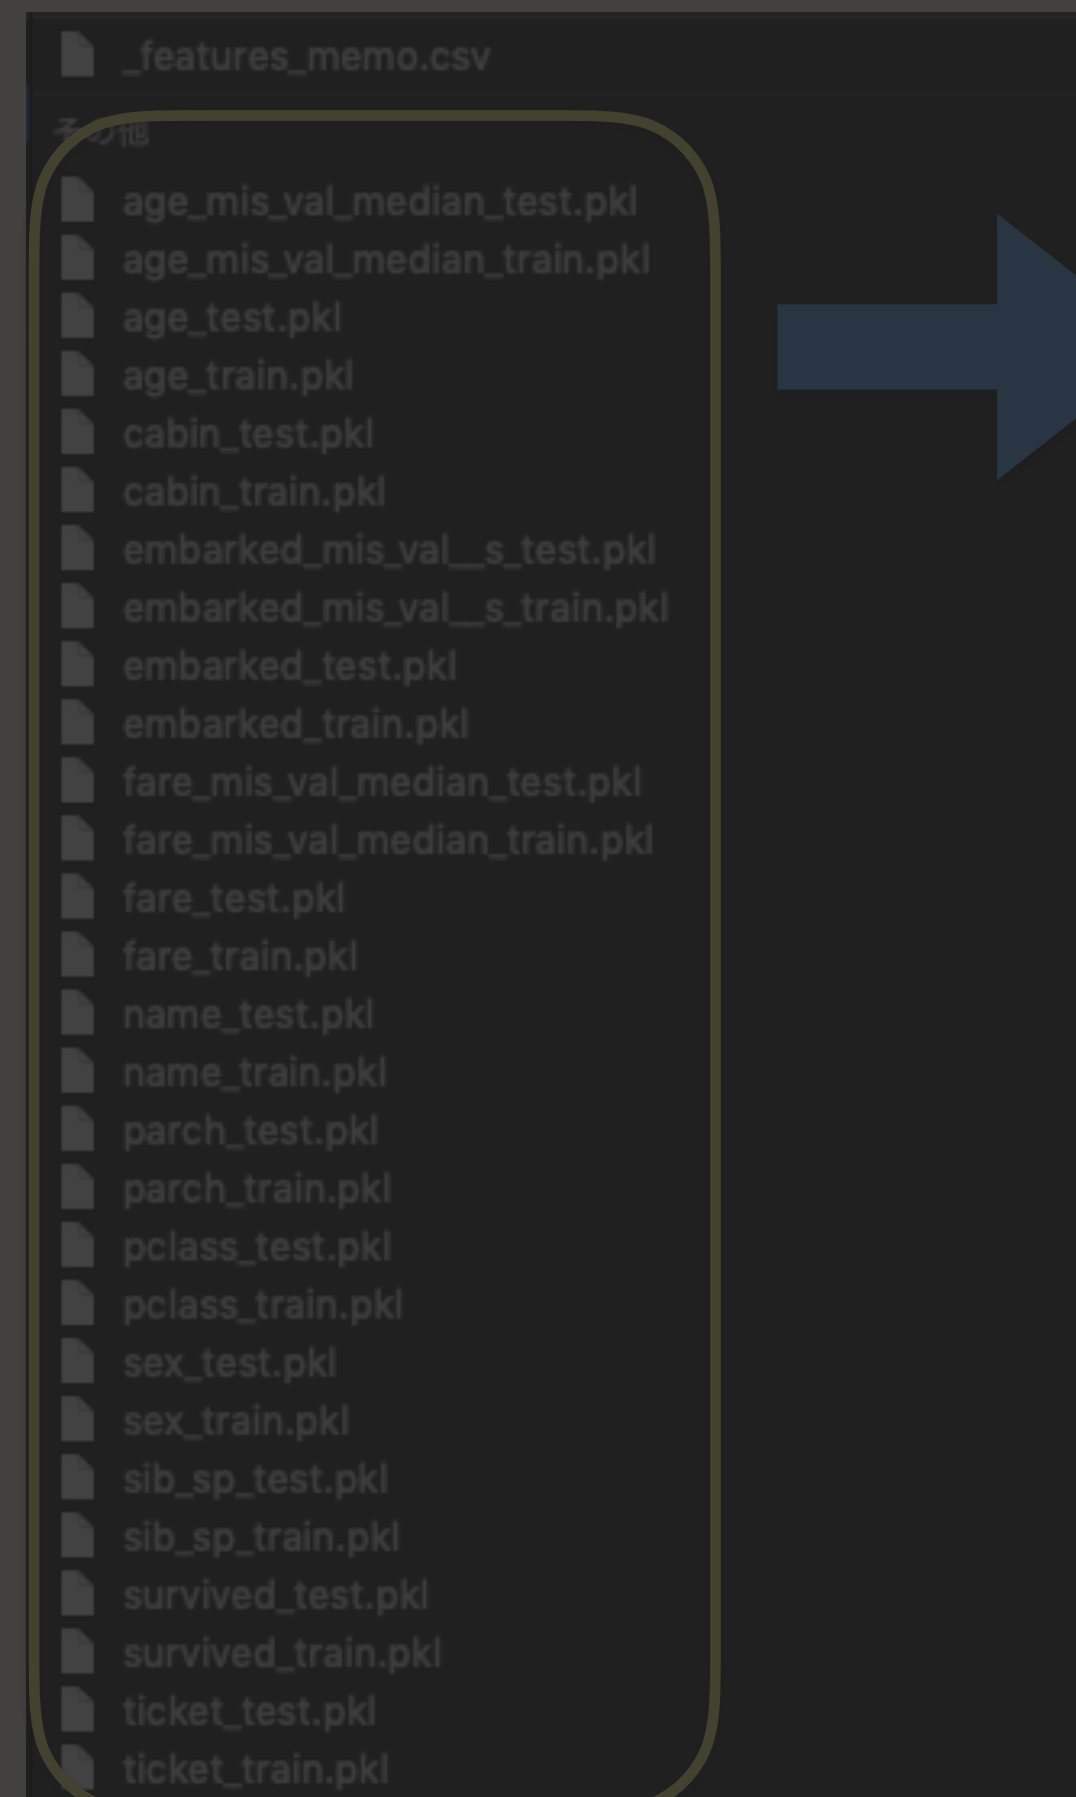 _features_memo.csv
その他
age_mis_val_median_test.pkl
age_mis_val_median_train.pkl
age_test.pkl
age_train.pkl
cabin_test.pkl
cabin_train.pkl
embarked_mis_val__s_test.pkl
embarked_mis_val__s_train.pkl
embarked_test.pkl
embarked_train.pkl
fare_mis_val_median_test.pkl
fare_mis_val_median_train.pkl
fare_test.pkl
fare_train.pkl
name_test.pkl
name_train.pkl
parch_test.pkl
parch_train.pkl
pclass_test.pkl
pclass_train.pkl
sex_test.pkl
sex_train.pkl
sib_sp_test.pkl
sib_sp_train.pkl
survived_test.pkl
survived_train.pkl
ticket_test.pkl
ticket_train.pkl